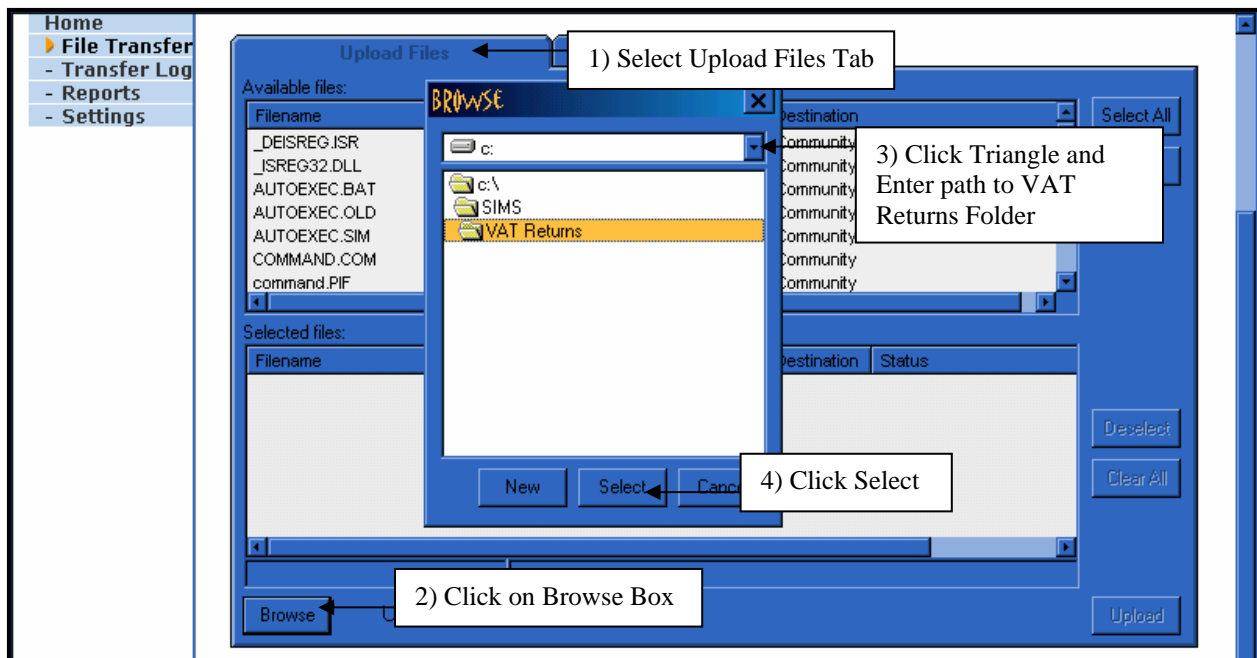 Home
File Transfer
- Transfer Log
- Reports
- Settings
Upload Files
1) Select Upload Files Tab
Available files:
Filename
Destination
Select All
_DEISREG.ISR
Community
_ISREG32.DLL
Community
AUTOEXEC.BAT
Community
AUTOEXEC.OLD
Community
AUTOEXEC.SIM
Community
COMMAND.COM
Community
command.PIF
Community
BROWSE
c:
c:\
SIMS
VAT Returns
3) Click Triangle and
Enter path to VAT
Returns Folder
Selected files:
Filename
Destination Status
Deselect
Clear All
New Select
4) Click Select
2) Click on Browse Box
Browse
Upload